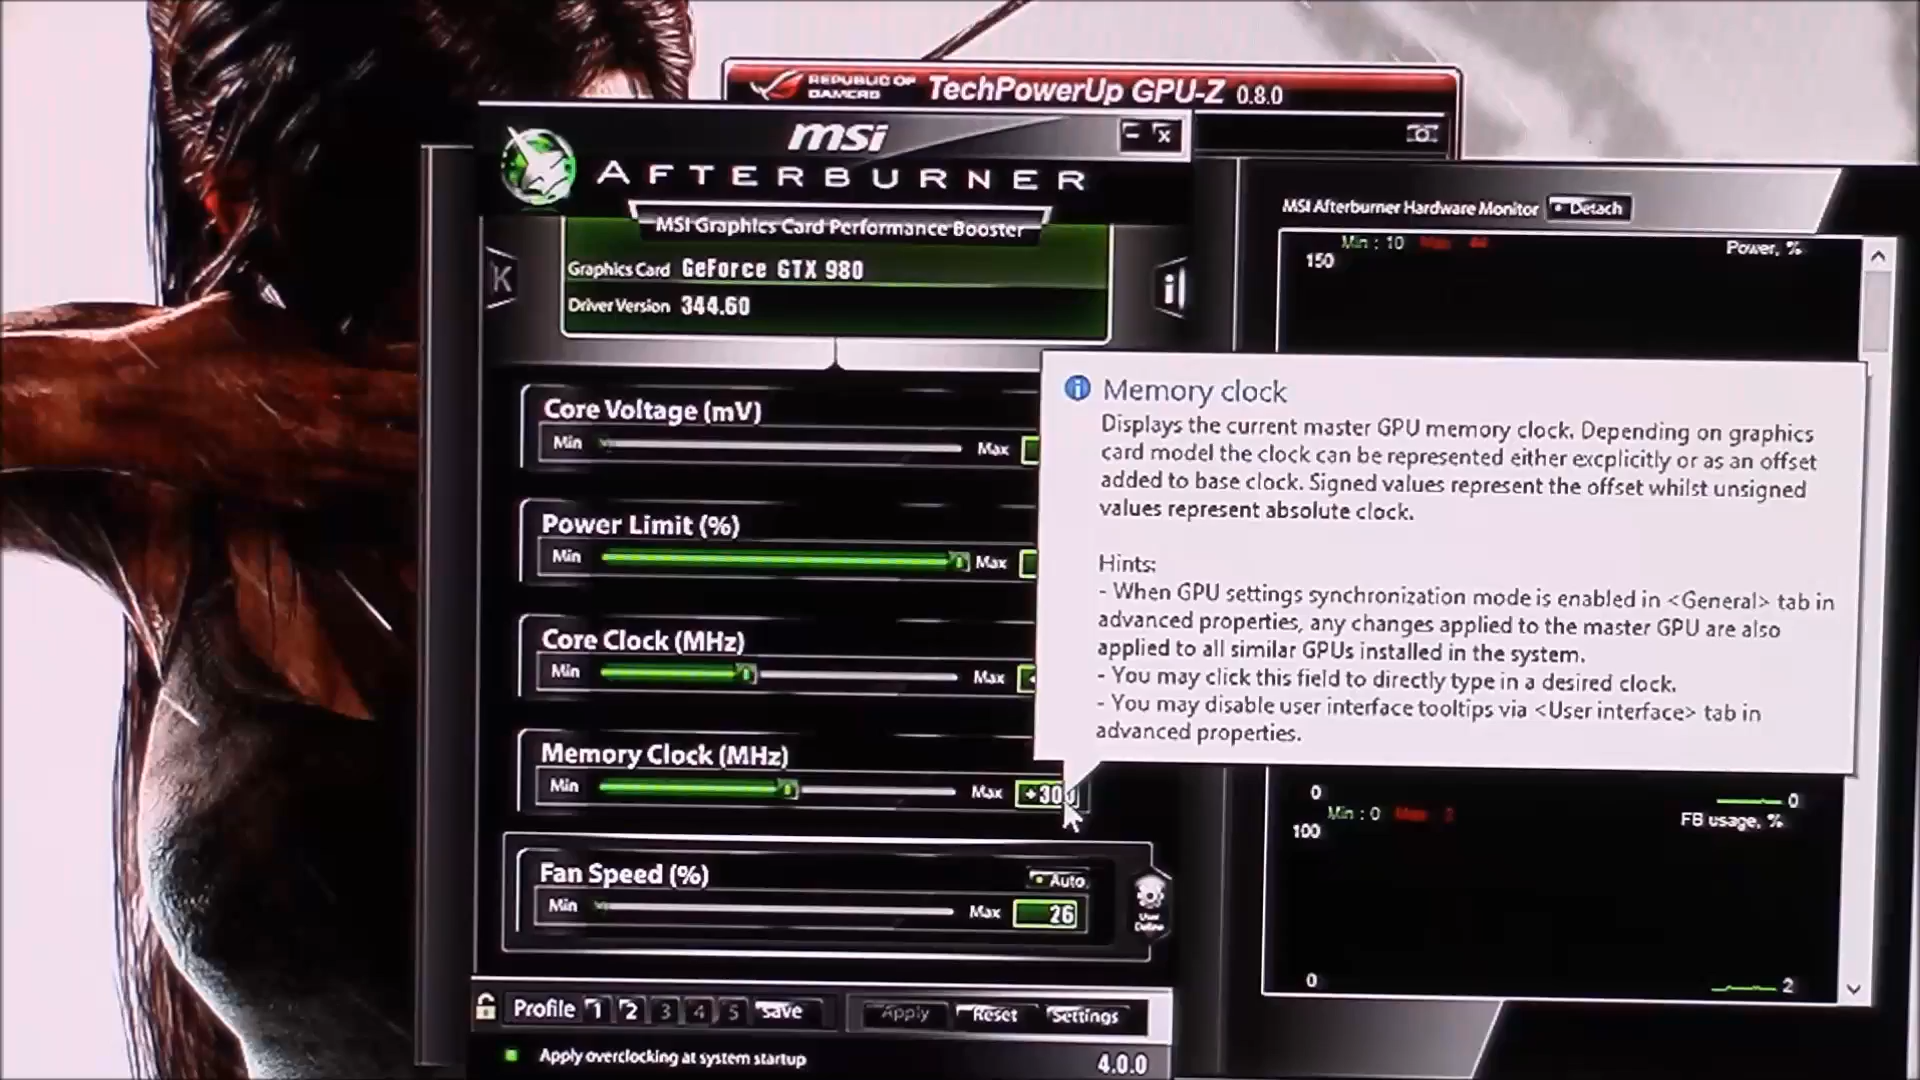 REPUBLIC OF
GAMERS
TechPowerUp GPU-Z 0.8.0
msi
AFTERBURNER
MSI Graphics Card Performance Booster
K
i
Graphics Card GeForce GTX 980
Driver Version 344.60
MSI Afterburner Hardware Monitor
Detach
Min : 10
Power, %
150
Core Voltage (mV)
Min
Max
Power Limit (%)
Min
Max
Core Clock (MHz)
Min
Max
Memory Clock (MHz)
Min
Max
+300
Memory clock
Displays the current master GPU memory clock. Depending on graphics
card model the clock can be represented either excplicitly or as an offset
added to base clock. Signed values represent the offset whilst unsigned
values represent absolute clock.
Hints:
- When GPU settings synchronization mode is enabled in <General> tab in
advanced properties, any changes applied to the master GPU are also
applied to all similar GPUs installed in the system.
- You may click this field to directly type in a desired clock.
- You may disable user interface tooltips via <User interface> tab in
advanced properties.
0
0
Min : 0
FB usage, %
100
0
2
Fan Speed (%)
Auto
Min
Max
26
User
Define
Profile 1 2 3 4 5 Save
Apply
Reset
Settings
Apply overclocking at system startup
4.0.0